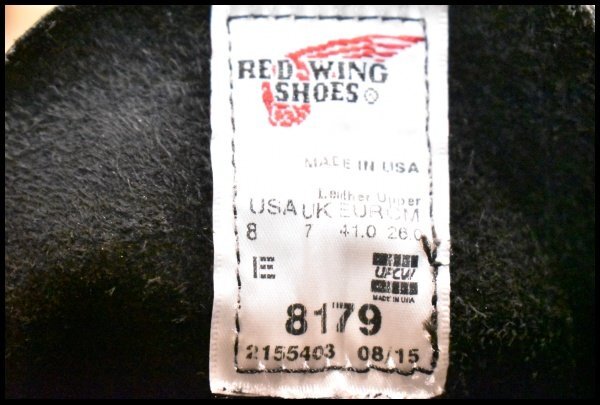 RED WING
SHOES ®
MADE IN USA
Leather Upper
USA UK EUR CM
8 7 41.0 26.0
E
UFCW
MADE IN USA
8179
2155403 08/15